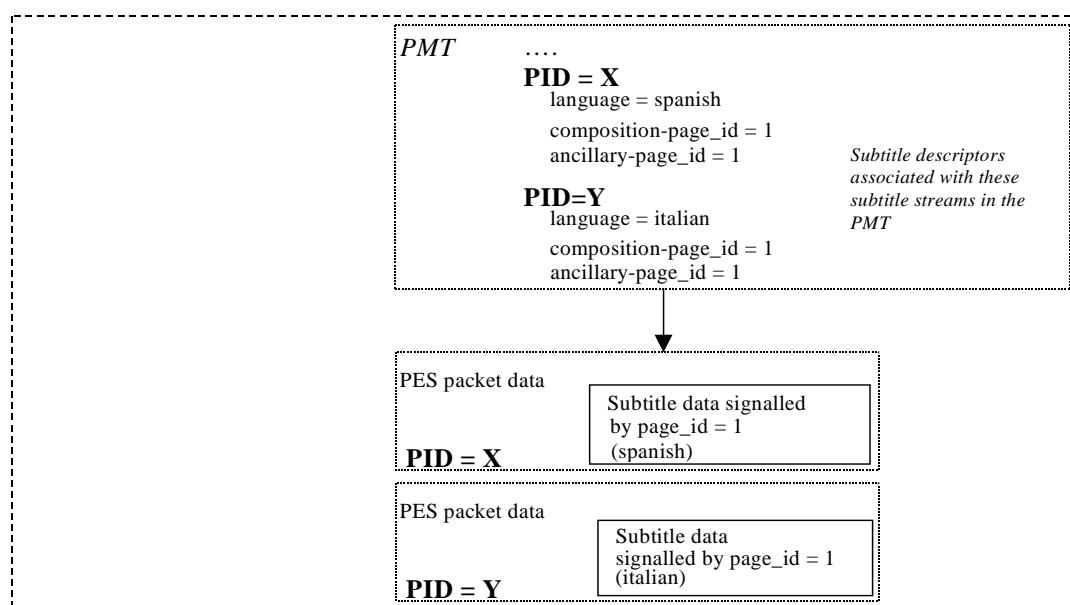 PMT ....
PID = X
language = spanish
composition-page_id = 1
ancillary-page_id = 1
Subtitle descriptors
associated with these
subtitle streams in the
PMT
PID=Y
language = italian
composition-page_id = 1
ancillary-page_id = 1
PES packet data
Subtitle data signalled
by page_id = 1
(spanish)
PID = X
PES packet data
Subtitle data
signalled by page_id = 1
(italian)
PID = Y